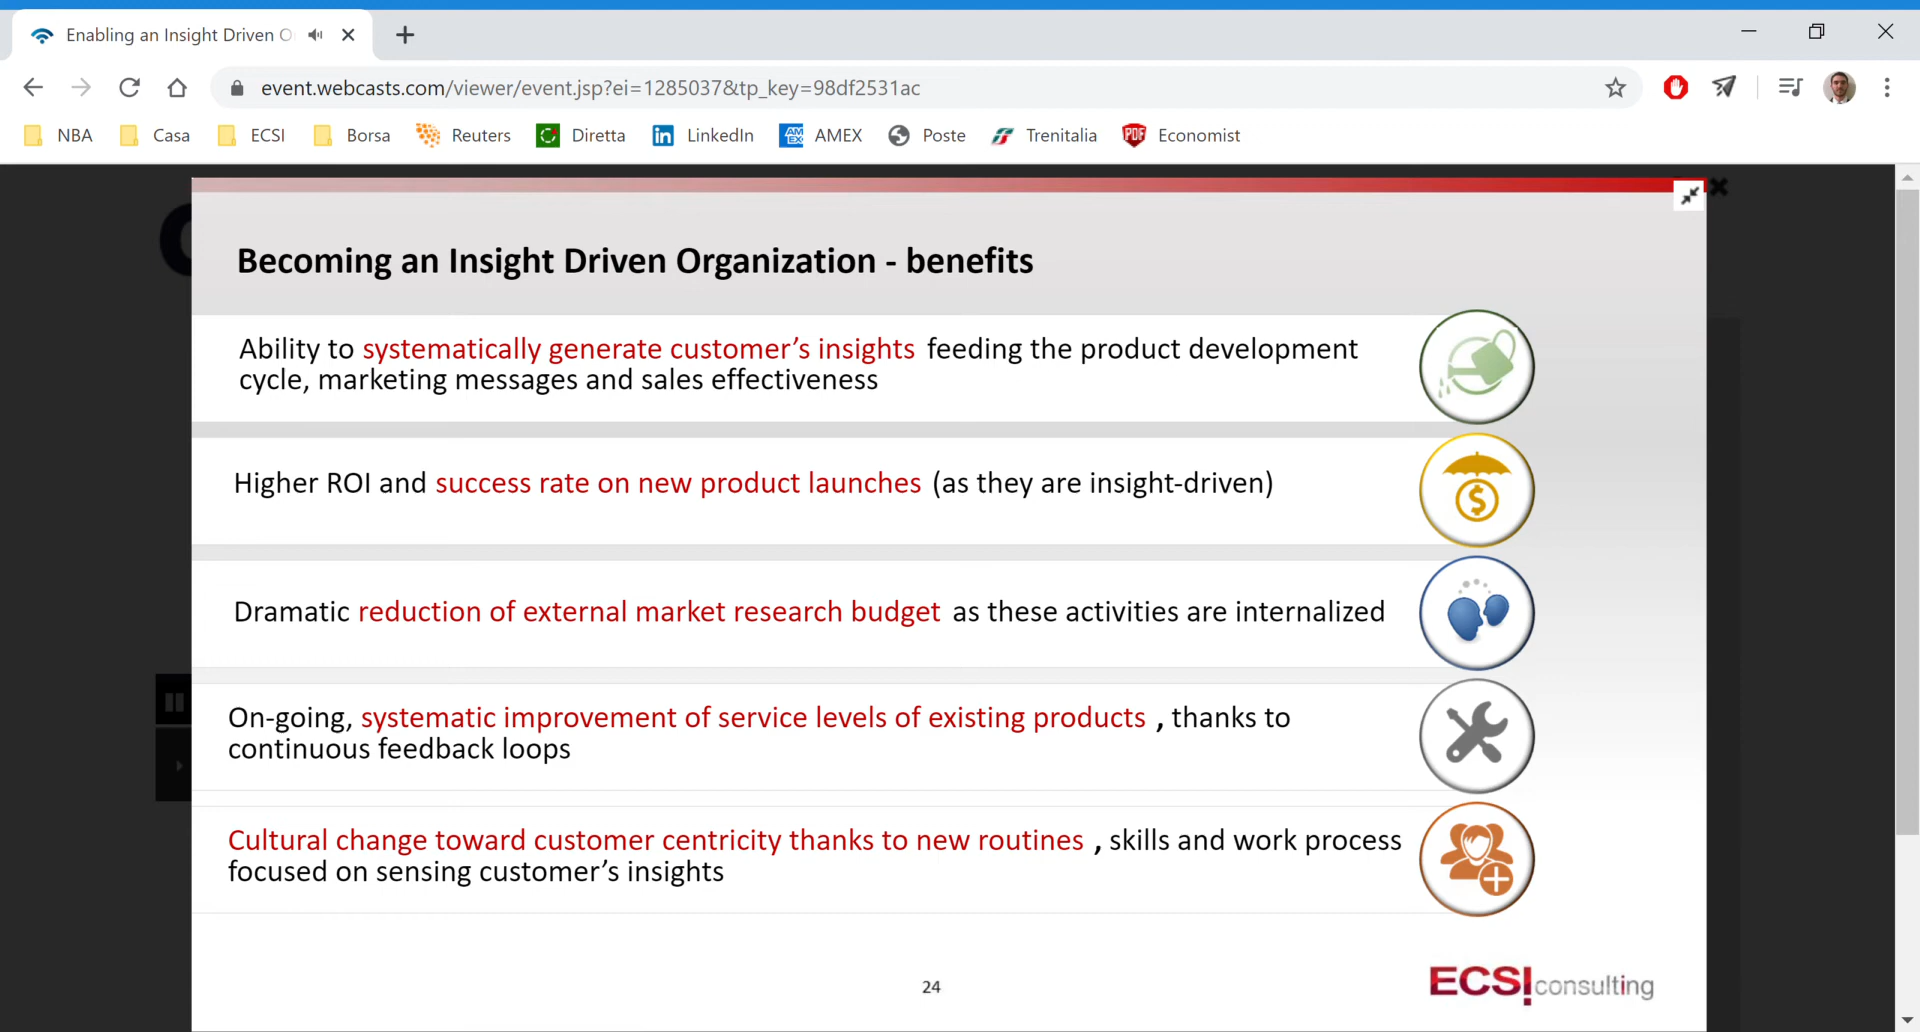 Enabling an Insight Driven O
event.webcasts.com/viewer/event.jsp?ei=1285037&tp_key=98df2531ac
NBA Casa ECSI Borsa Reuters Diretta LinkedIn AMEX Poste Trenitalia Economist
Becoming an Insight Driven Organization - benefits
Ability to systematically generate customer’s insights feeding the product development
cycle, marketing messages and sales effectiveness
Higher ROI and success rate on new product launches (as they are insight-driven)
Dramatic reduction of external market research budget as these activities are internalized
On-going, systematic improvement of service levels of existing products , thanks to
continuous feedback loops
Cultural change toward customer centricity thanks to new routines , skills and work process
focused on sensing customer’s insights
24
ECSI consulting